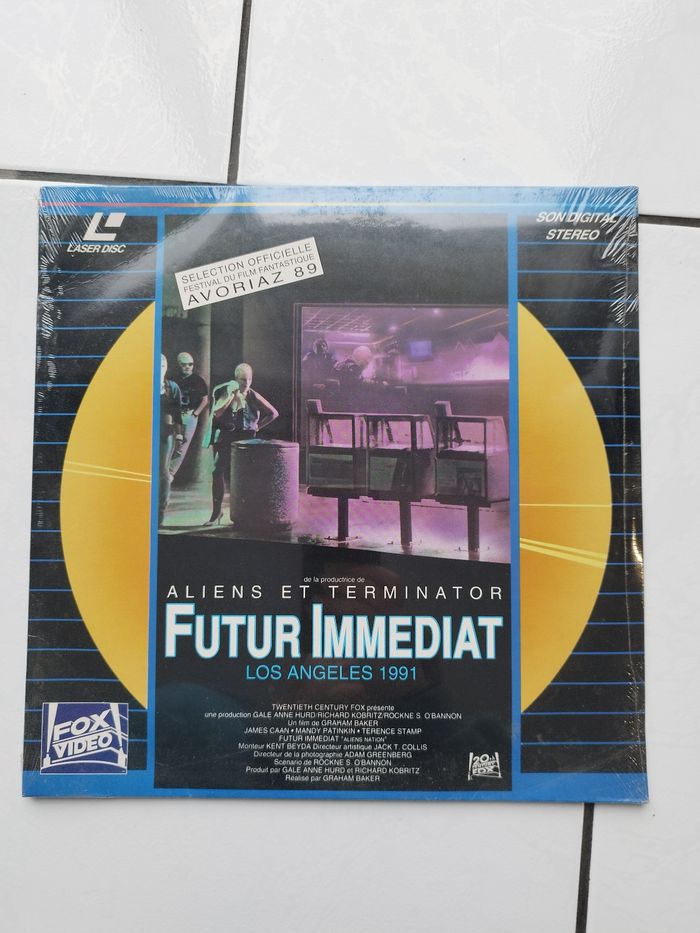 LASER DISC
SON DIGITAL
STEREO
SELECTION OFFICIELLE
FESTIVAL DU FILM FANTASTIQUE
AVORIAZ 89
de la productrice de
ALIENS ET TERMINATOR
FUTUR IMMEDIAT
LOS ANGELES 1991
TWENTIETH CENTURY FOX présente
une production GALE ANNE HURD/RICHARD KOBRITZ/ROCKNE S. O'BANNON
Un film de GRAHAM BAKER
JAMES CAAN • MANDY PATINKIN • TERENCE STAMP
FUTUR IMMEDIAT "ALIENS NATION"
Monteur KENT BEYDA Directeur artistique JACK T. COLLIS
Directeur de la photographie ADAM GREENBERG
Scenario de ROCKNE S. O'BANNON
Produit par GALE ANNE HURD et RICHARD KOBRITZ
Réalisé par GRAHAM BAKER
FOX
VIDEO
20th
CENTURY
FOX